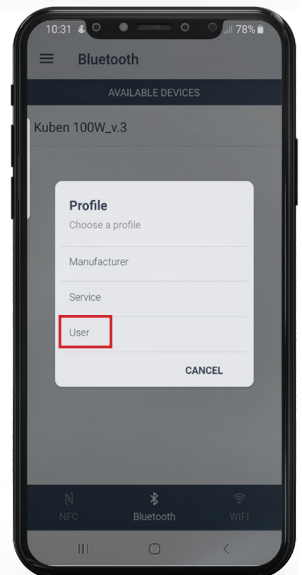 10:31 78%
Bluetooth
AVAILABLE DEVICES
Kuben 100W_v.3
Profile
Choose a profile
Manufacturer
Service
User
CANCEL
NFC Bluetooth WIFI